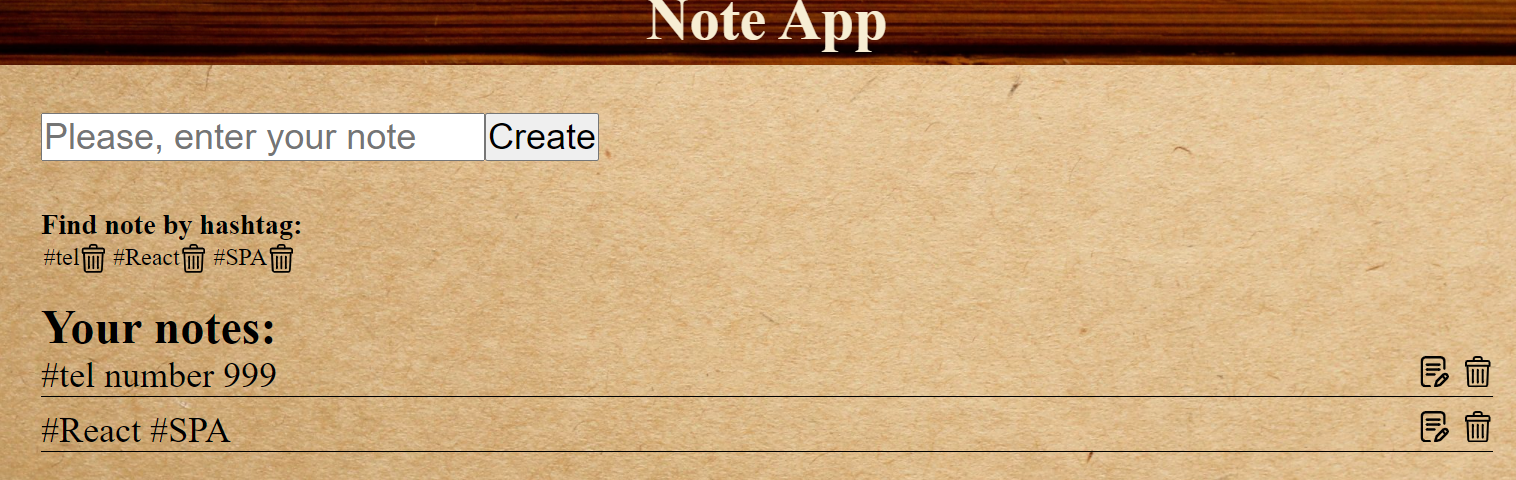 Note App
Please, enter your note Create
Find note by hashtag:
#tel #React #SPA
Your notes:
#tel number 999
#React #SPA